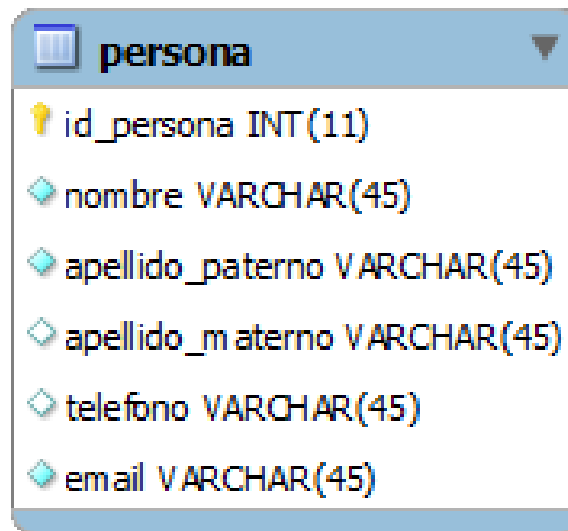 persona
id_persona INT(11)
nombre VARCHAR(45)
apellido_paterno VARCHAR(45)
apellido_materno VARCHAR(45)
telefono VARCHAR(45)
email VARCHAR(45)